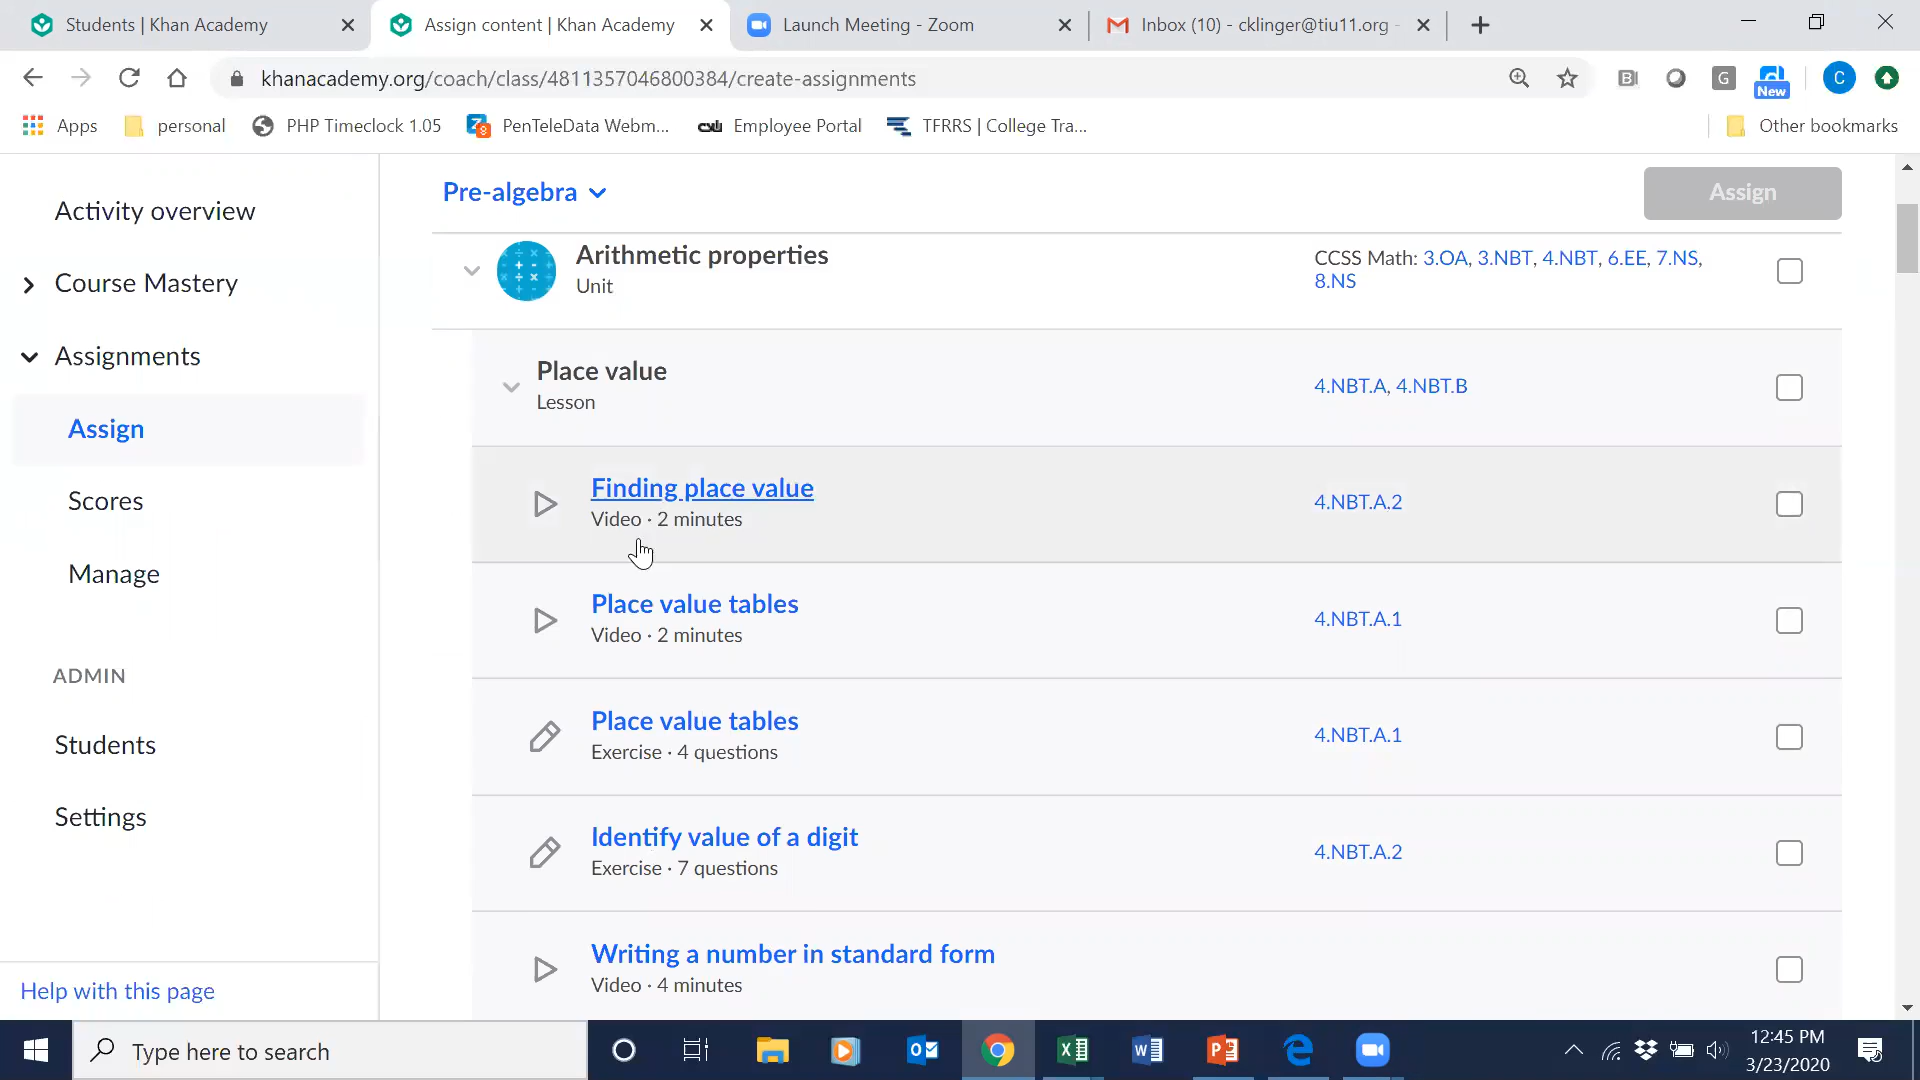 Students | Khan Academy
Assign content | Khan Academy
Launch Meeting - Zoom
Inbox (10) - cklinger@tiu11.org -
khanacademy.org/coach/class/4811357046800384/create-assignments
B
G
New
C
Apps
personal
PHP Timeclock 1.05
PenTeleData Webm...
Employee Portal
TFRRS | College Tra...
Other bookmarks
Activity overview
Course Mastery
Assignments
Assign
Scores
Manage
ADMIN
Students
Settings
Help with this page
Pre-algebra
Assign
Arithmetic properties
Unit
CCSS Math: 3.OA, 3.NBT, 4.NBT, 6.EE, 7.NS,
8.NS
Place value
Lesson
4.NBT.A, 4.NBT.B
Finding place value
Video · 2 minutes
4.NBT.A.2
Place value tables
Video · 2 minutes
4.NBT.A.1
Place value tables
Exercise · 4 questions
4.NBT.A.1
Identify value of a digit
Exercise · 7 questions
4.NBT.A.2
Writing a number in standard form
Video · 4 minutes
Type here to search
12:45 PM
3/23/2020